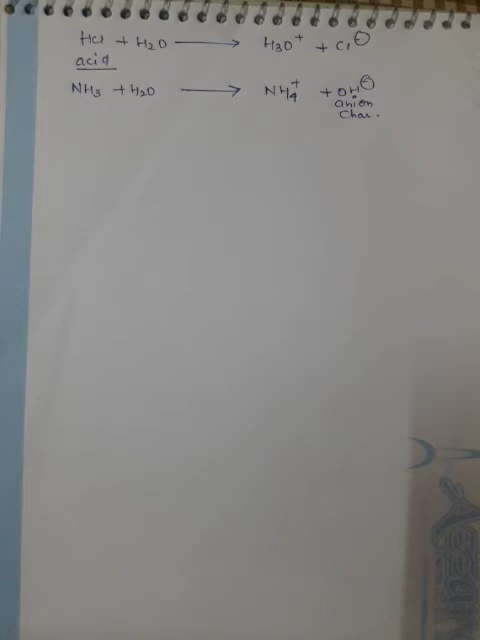 HCl + H2O ⟶ H3O+ + Cl⊖
acid
NH3 + H2O ⟶ NH4+ + OH⊖
anion
Char.